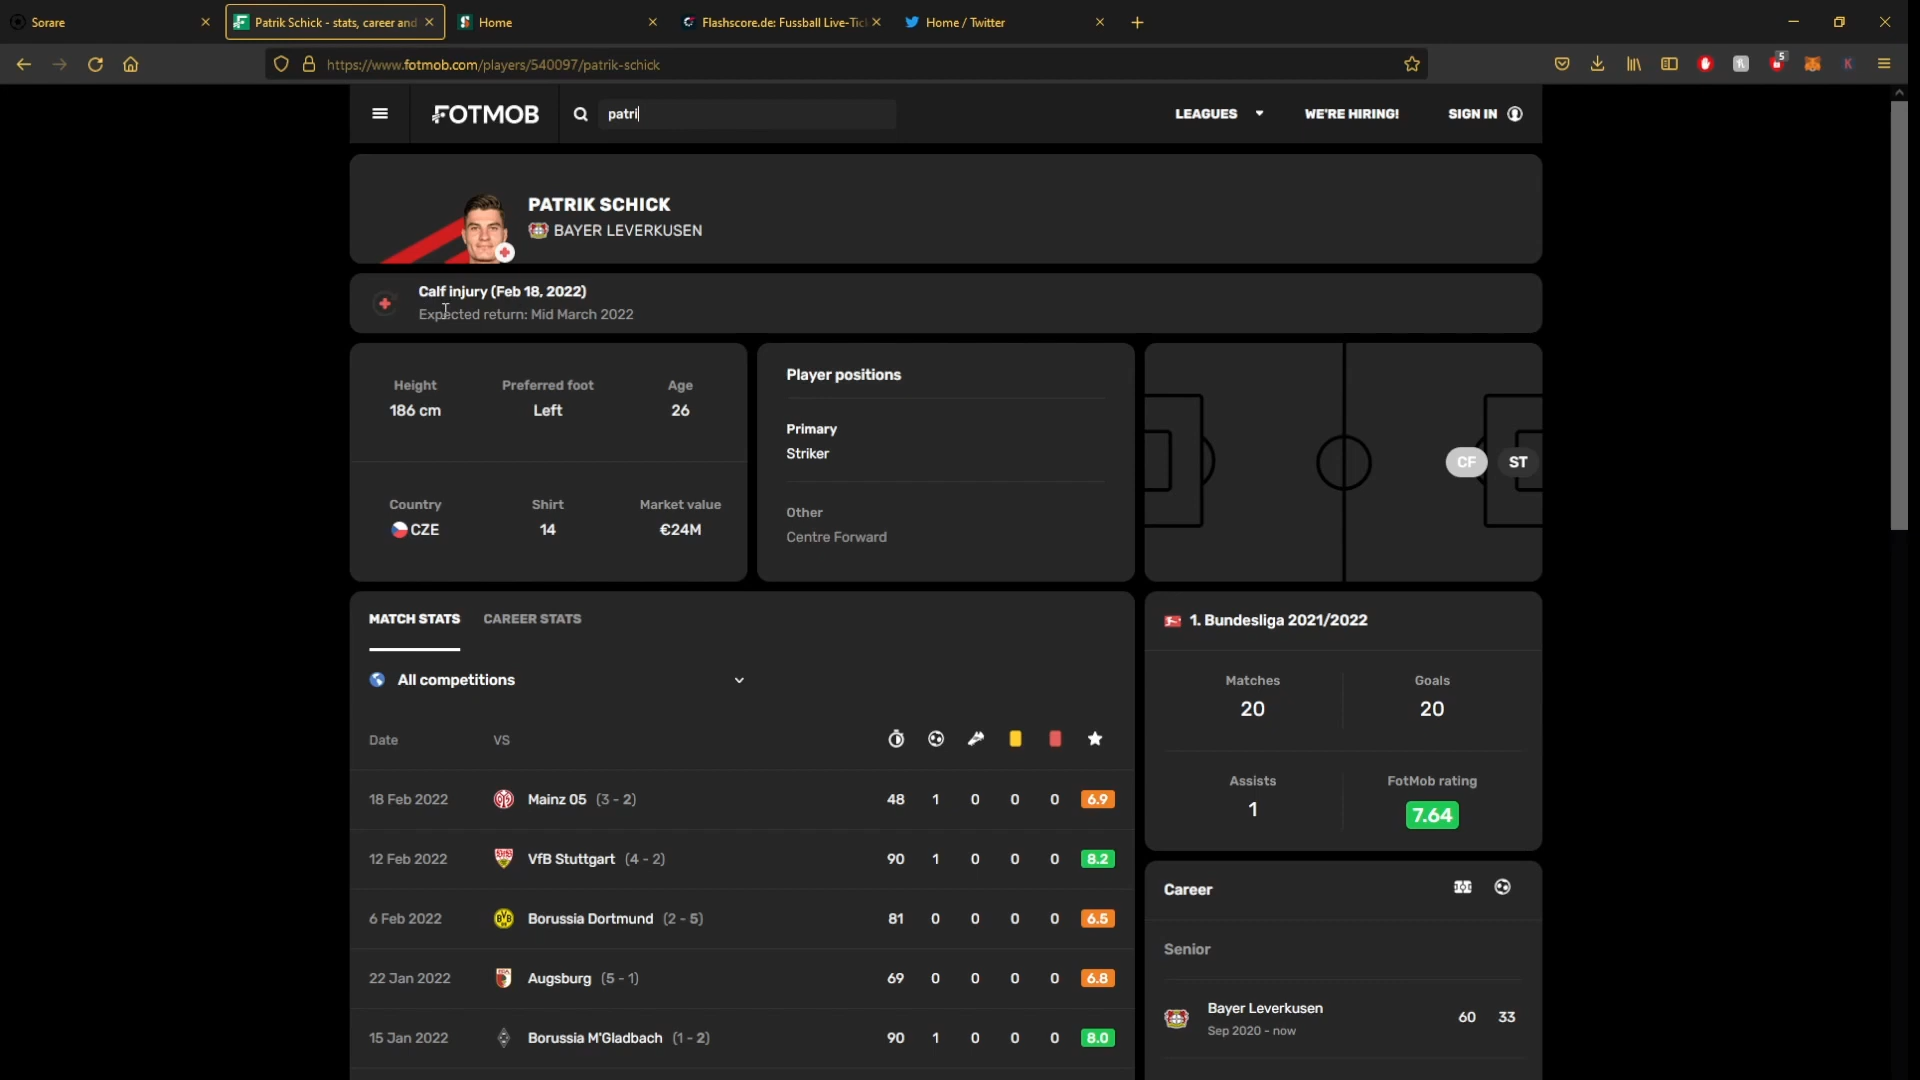 Sorare
Patrik Schick - stats, career and
Home
Flashscore.de: Fussball Live-Tic
Home / Twitter
https://www.fotmob.com/players/540097/patrik-schick
5
K
FOTMOB
patri
LEAGUES
WE'RE HIRING!
SIGN IN
PATRIK SCHICK
BAYER LEVERKUSEN
Calf injury (Feb 18, 2022)
Expected return: Mid March 2022
Height
Preferred foot
Age
186 cm
Left
26
Country
Shirt
Market value
CZE
14
€24M
Player positions
Primary
Striker
Other
Centre Forward
CF
ST
MATCH STATS
CAREER STATS
All competitions
Date
VS
18 Feb 2022 Mainz 05 (3 - 2) 48 1 0 0 0 6.9
12 Feb 2022 VfB Stuttgart (4 - 2) 90 1 0 0 0 8.2
6 Feb 2022 Borussia Dortmund (2 - 5) 81 0 0 0 0 6.5
22 Jan 2022 Augsburg (5 - 1) 69 0 0 0 0 6.8
15 Jan 2022 Borussia M'Gladbach (1 - 2) 90 1 0 0 0 8.0
1. Bundesliga 2021/2022
Matches
Goals
20
20
Assists
FotMob rating
1
7.64
Career
Senior
Bayer Leverkusen
Sep 2020 - now
60
33